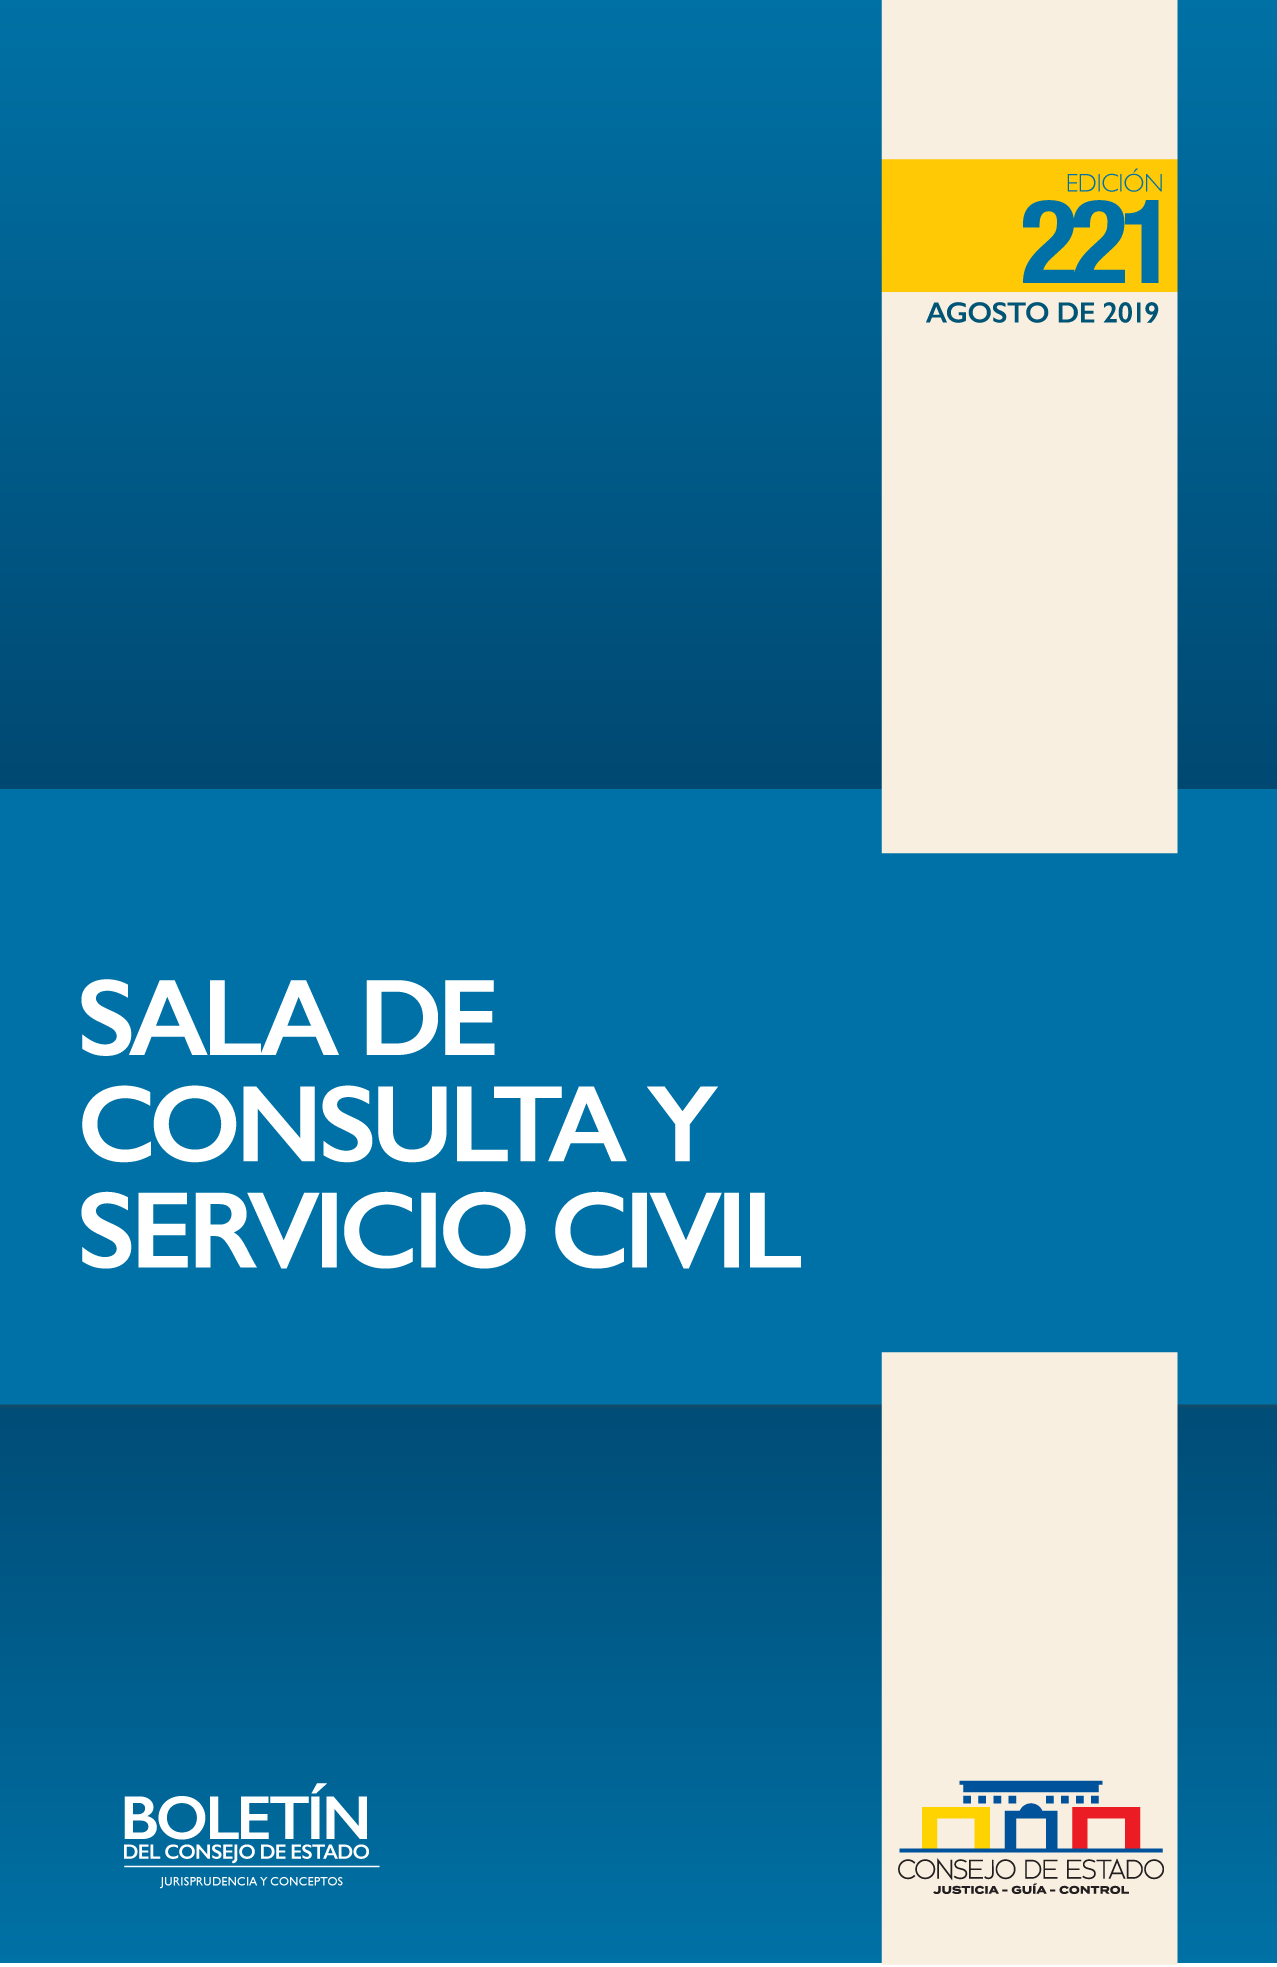 EDICIÓN
221
AGOSTO DE 2019
SALA DE
CONSULTA Y
SERVICIO CIVIL
BOLETÍN
DEL CONSEJO DE ESTADO
JURISPRUDENCIA Y CONCEPTOS
CONSEJO DE ESTADO
JUSTICIA - GUÍA - CONTROL